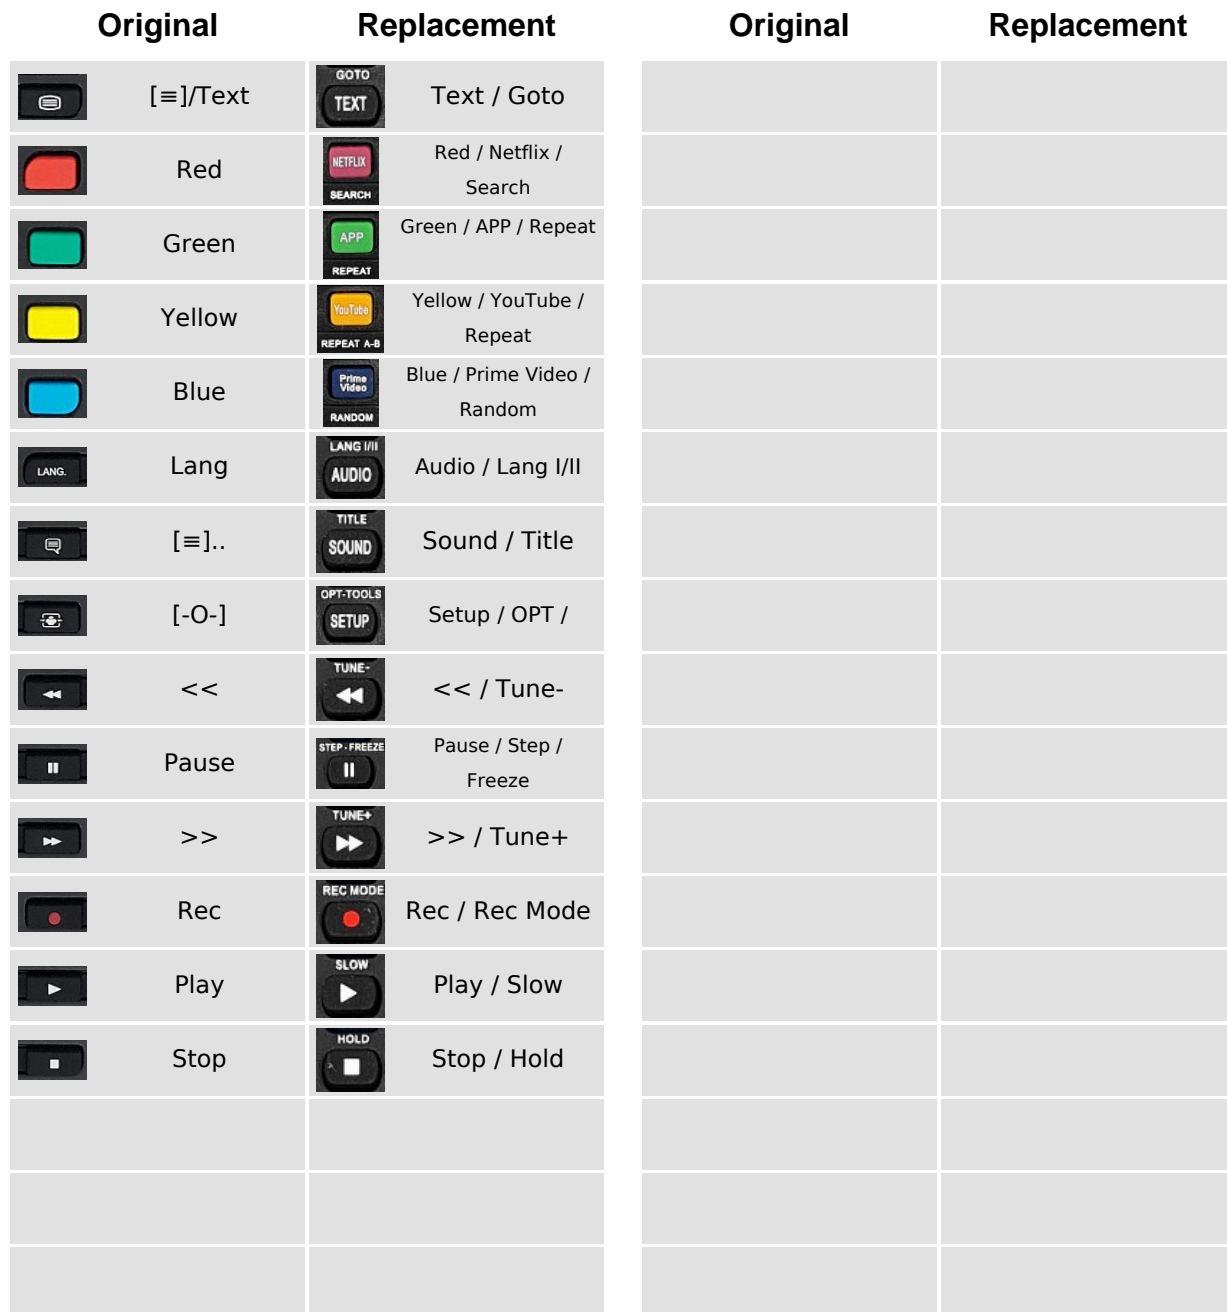 Original Replacement Original Replacement
[≡]/Text GOTO TEXT Text / Goto
Red NETFLIX SEARCH Red / Netflix /
Search
Green APP REPEAT Green / APP / Repeat
Yellow YouTube REPEAT A-B Yellow / YouTube /
Repeat
Blue Prime Video RANDOM Blue / Prime Video /
Random
LANG. Lang LANG I/II AUDIO Audio / Lang I/II
[≡].. TITLE SOUND Sound / Title
[-O-] OPT-TOOLS SETUP Setup / OPT /
<< TUNE- << / Tune-
Pause STEP-FREEZE Pause / Step /
Freeze
>> TUNE+ >> / Tune+
Rec REC MODE Rec / Rec Mode
Play SLOW Play / Slow
Stop HOLD Stop / Hold